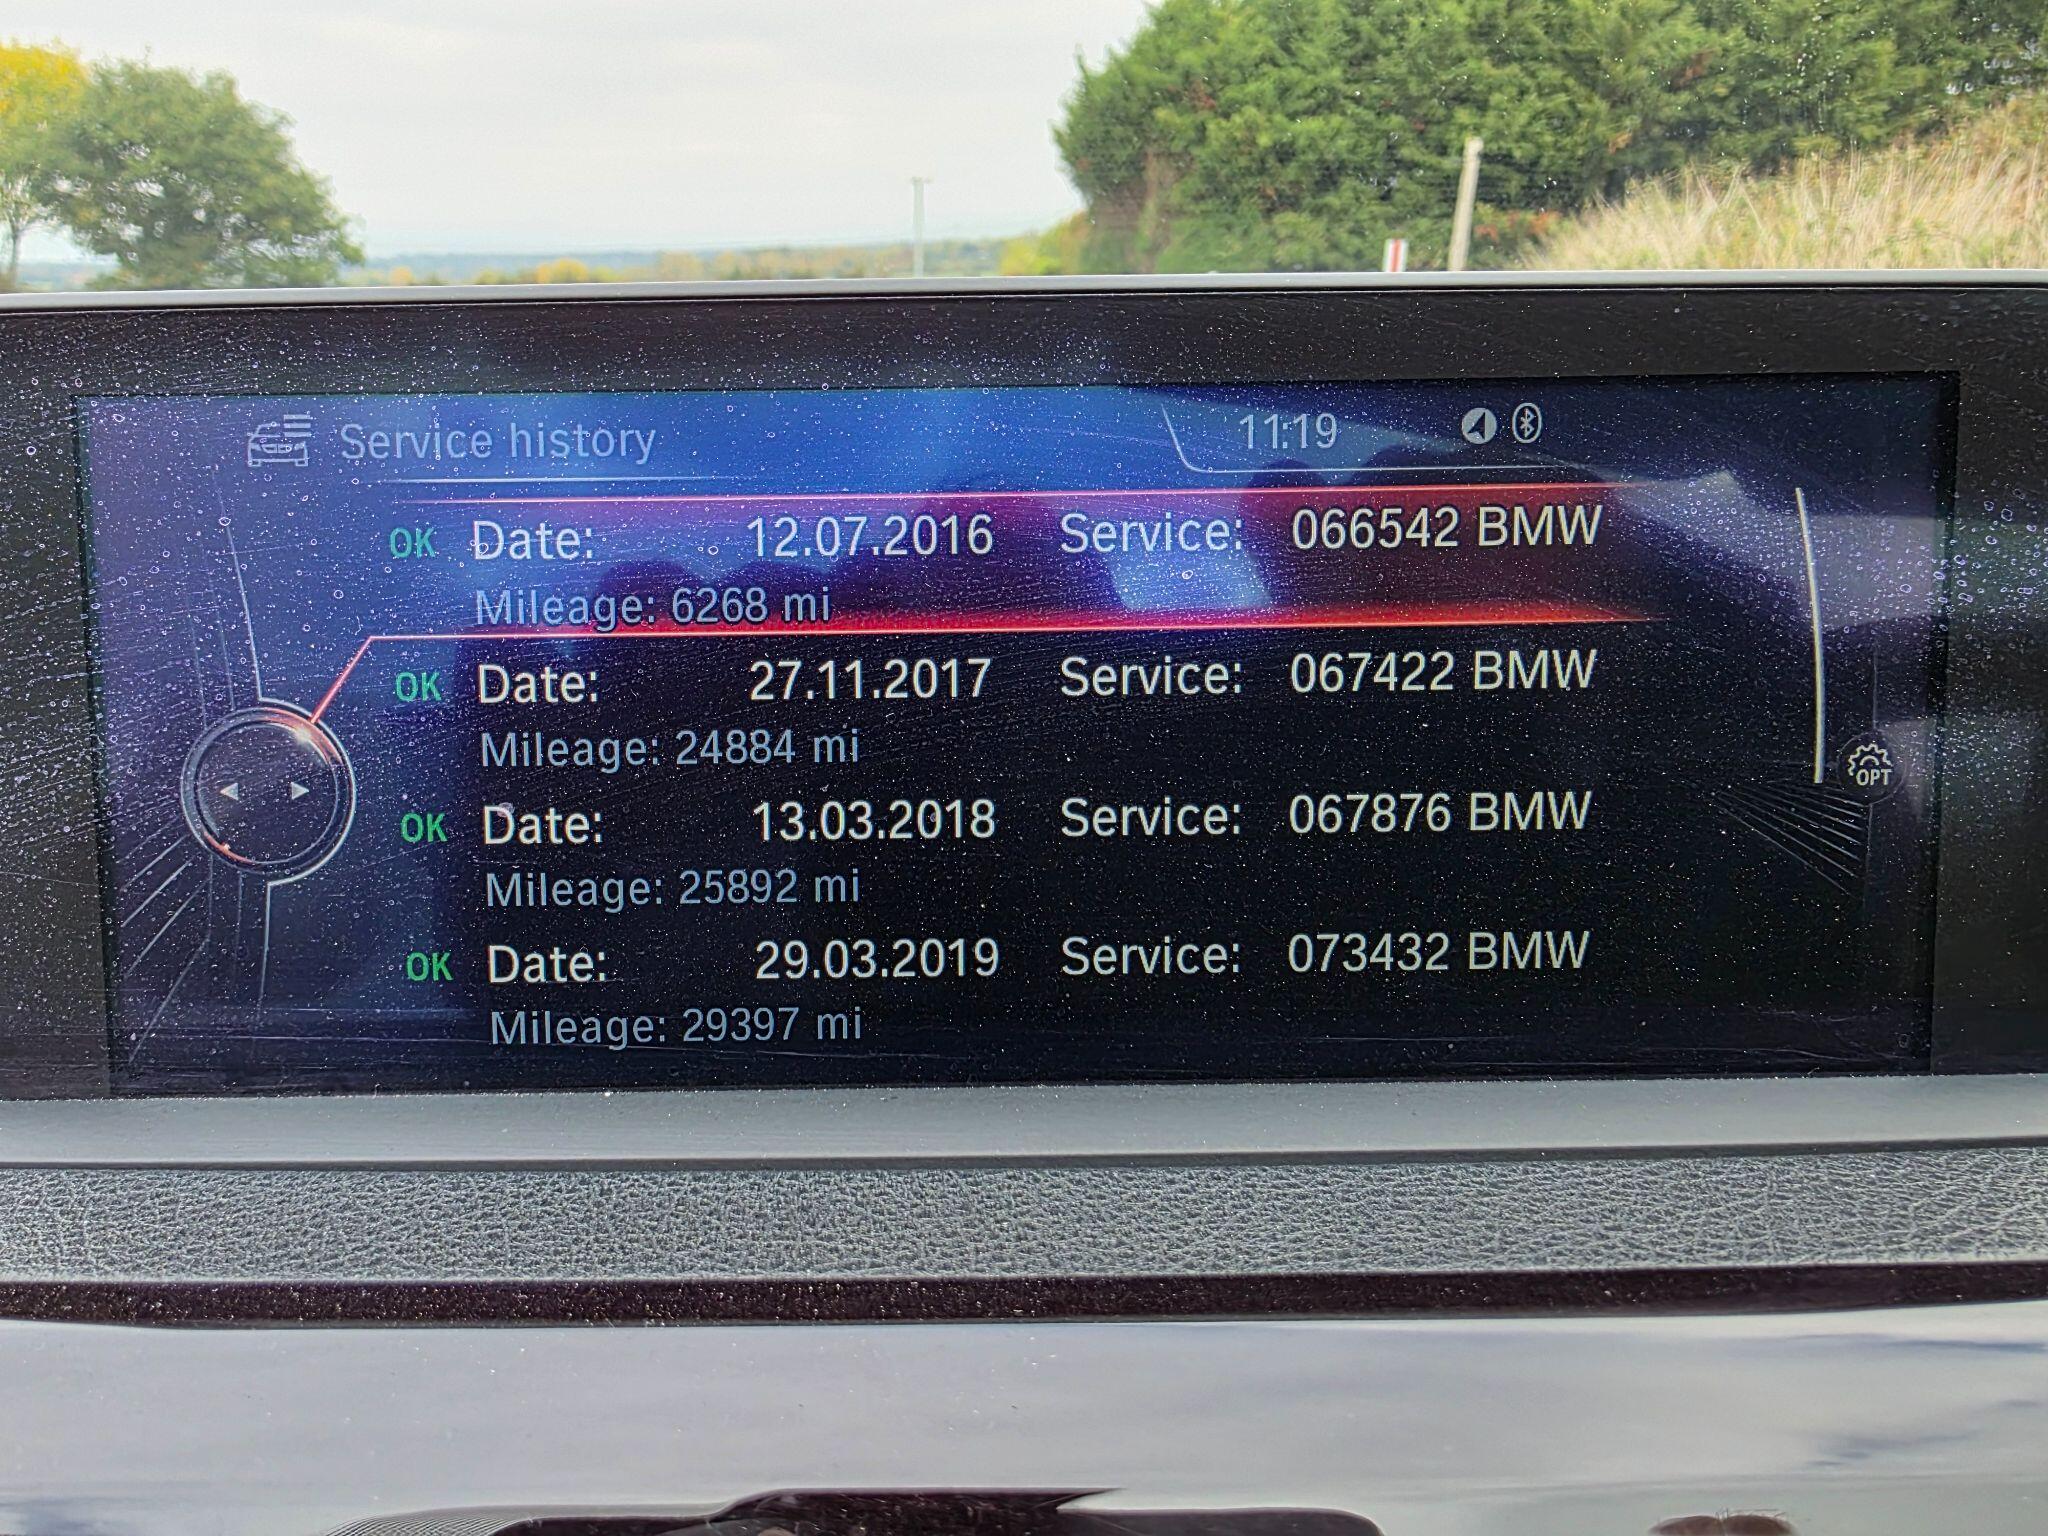 Service history 11:19
OK Date: 12.07.2016 Service: 066542 BMW
Mileage: 6268 mi
OK Date: 27.11.2017 Service: 067422 BMW
Mileage: 24884 mi
OK Date: 13.03.2018 Service: 067876 BMW
Mileage: 25892 mi
OPT
OK Date: 29.03.2019 Service: 073432 BMW
Mileage: 29397 mi